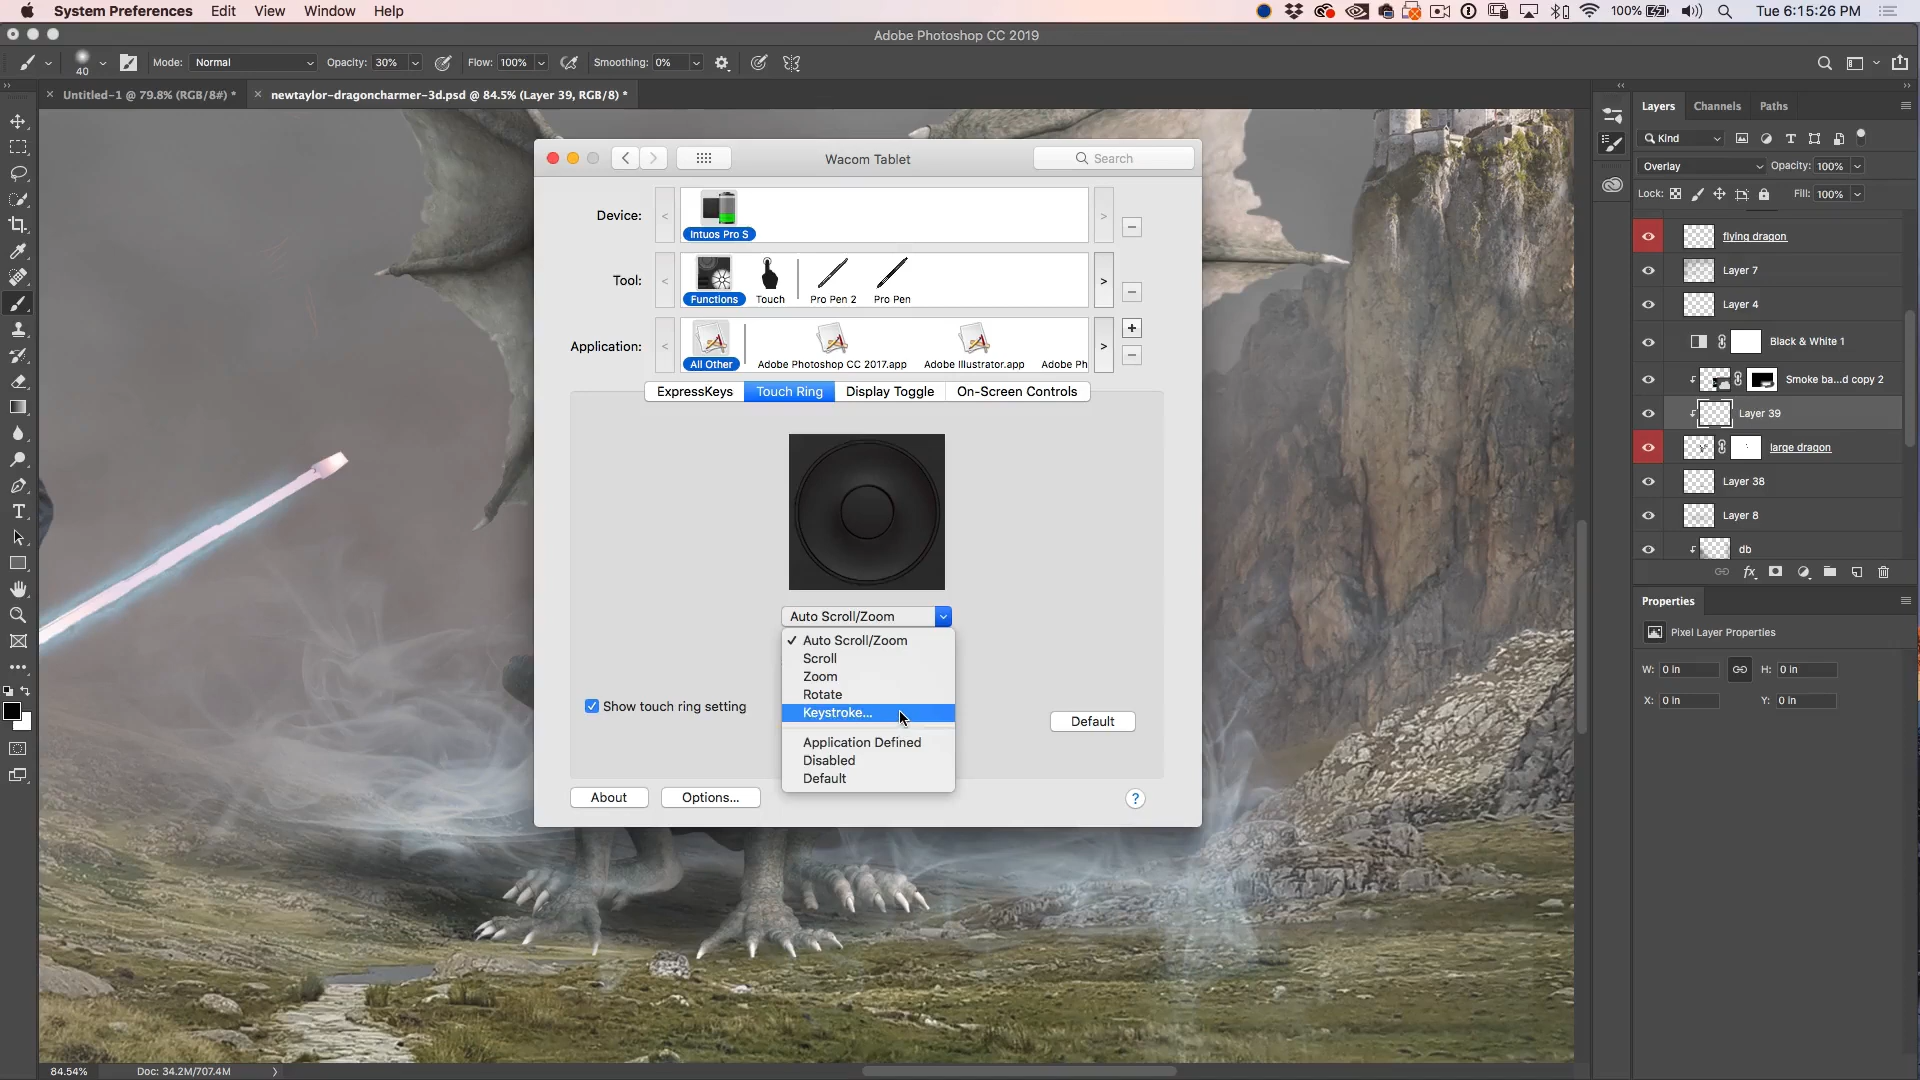 System Preferences Edit View Window Help 100% Tue 6:15:26 PM
Adobe Photoshop CC 2019
40 Mode: Normal Opacity: 30% Flow: 100% Smoothing: 0%
Untitled-1 @ 79.8% (RGB/8#) * newtaylor-dragoncharmer-3d.psd @ 84.5% (Layer 39, RGB/8) *
Wacom Tablet
Search
Device:
Intuos Pro S
Tool:
Functions Touch Pro Pen 2 Pro Pen
Application:
All Other Adobe Photoshop CC 2017.app Adobe Illustrator.app Adobe Ph
ExpressKeys Touch Ring Display Toggle On-Screen Controls
Auto Scroll/Zoom
✓ Auto Scroll/Zoom
Scroll
Zoom
Rotate
Keystroke...
Application Defined
Disabled
Default
Show touch ring setting
Default
About Options... ?
Layers Channels Paths
Kind
Overlay Opacity: 100%
Lock: Fill: 100%
flying dragon
Layer 7
Layer 4
Black & White 1
Smoke ba...d copy 2
Layer 39
large dragon
Layer 38
Layer 8
db
fx
Properties
Pixel Layer Properties
W: 0 in H: 0 in
X: 0 in Y: 0 in
84.54% Doc: 34.2M/707.4M